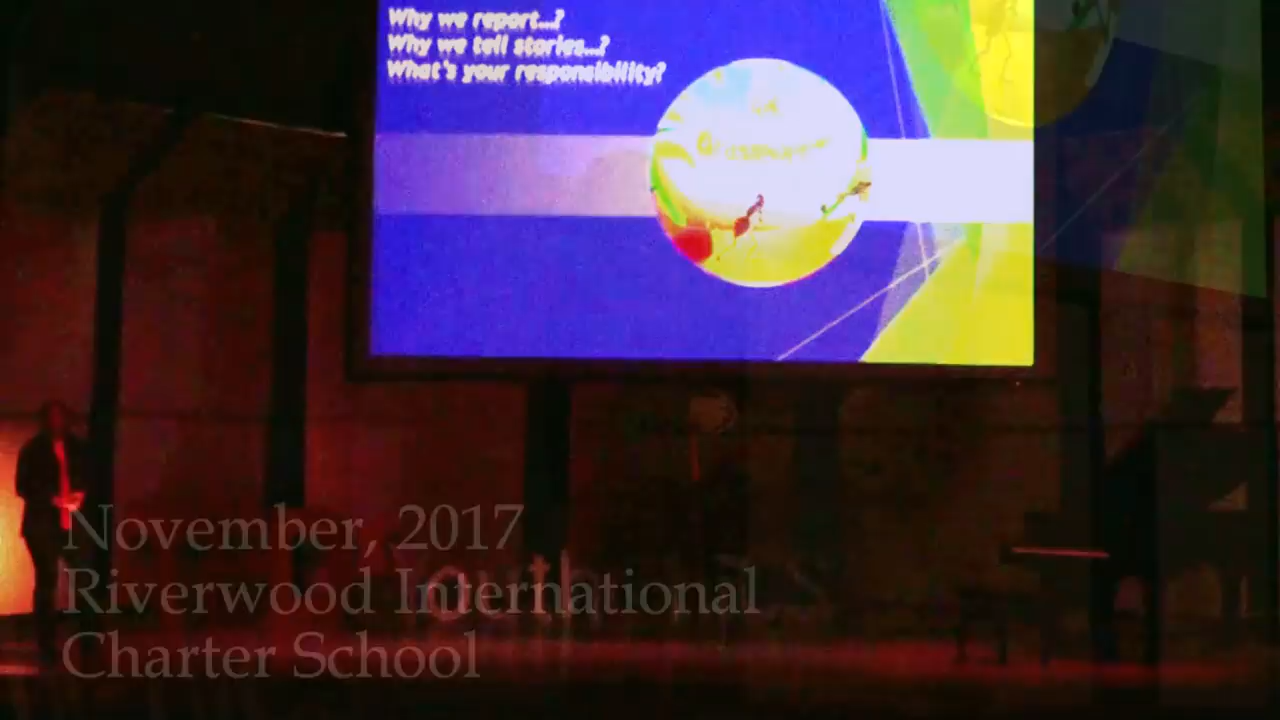 Why we report...?
Why we tell stories...?
What's your responsibility?
November, 2017
Riverwood International
Charter School